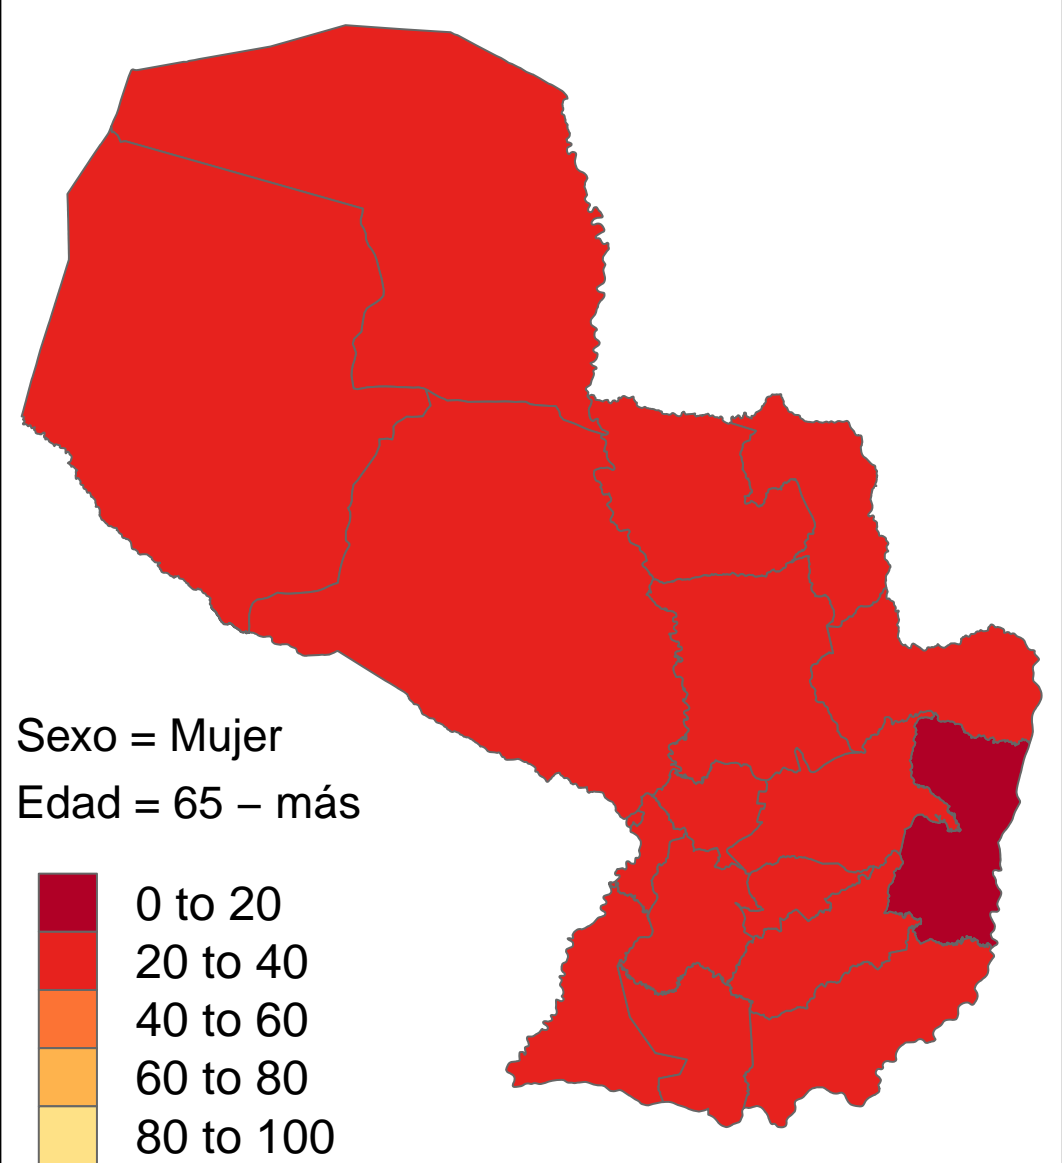 Sexo = Mujer
Edad = 65 – más
0 to 20
20 to 40
40 to 60
60 to 80
80 to 100